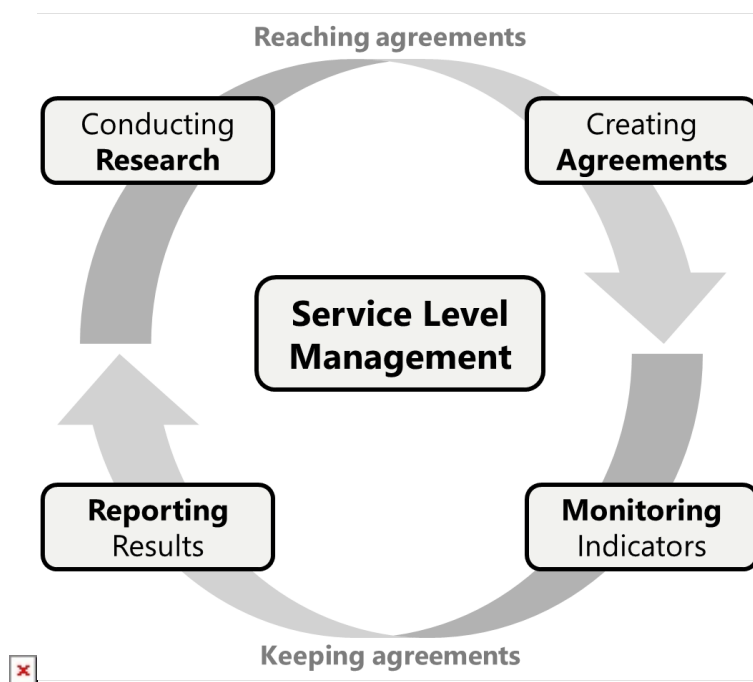 Reaching agreements
Conducting
Research
Creating
Agreements
Service Level
Management
Reporting
Results
Monitoring
Indicators
Keeping agreements